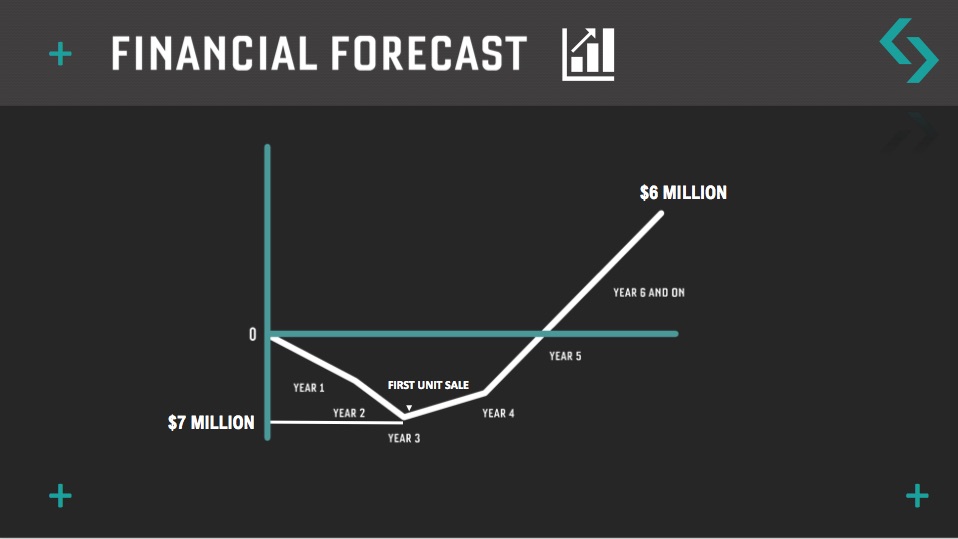 FINANCIAL FORECAST
$6 MILLION
YEAR 6 AND ON
0
YEAR 5
YEAR 1
FIRST UNIT SALE
YEAR 2
YEAR 4
$7 MILLION
YEAR 3